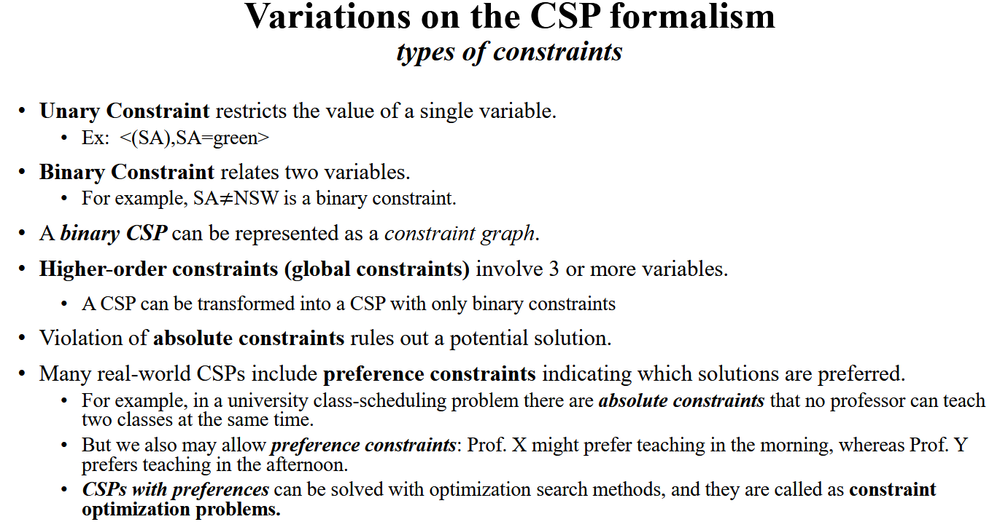 Variations on the CSP formalism
types of constraints
• Unary Constraint restricts the value of a single variable.
• Ex: <(SA),SA=green>
• Binary Constraint relates two variables.
• For example, SA≠NSW is a binary constraint.
• A binary CSP can be represented as a constraint graph.
• Higher-order constraints (global constraints) involve 3 or more variables.
• A CSP can be transformed into a CSP with only binary constraints
• Violation of absolute constraints rules out a potential solution.
• Many real-world CSPs include preference constraints indicating which solutions are preferred.
• For example, in a university class-scheduling problem there are absolute constraints that no professor can teach
two classes at the same time.
• But we also may allow preference constraints: Prof. X might prefer teaching in the morning, whereas Prof. Y
prefers teaching in the afternoon.
• CSPs with preferences can be solved with optimization search methods, and they are called as constraint
optimization problems.